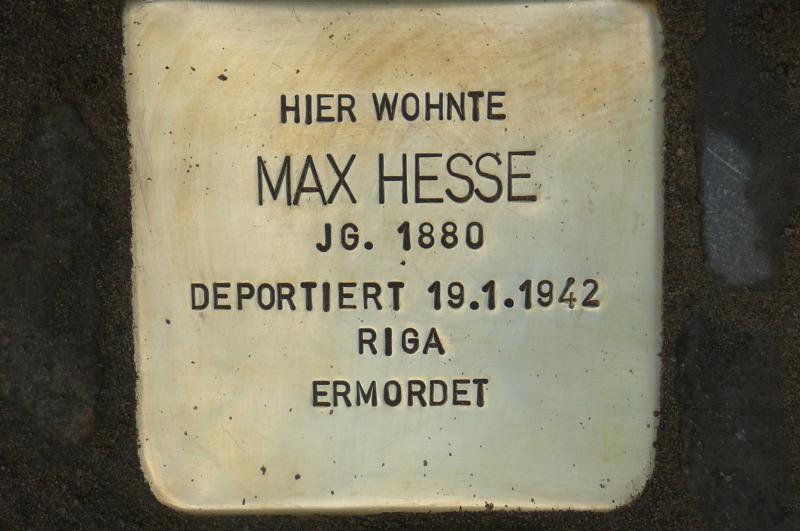 HIER WOHNTE
MAX HESSE
JG. 1880
DEPORTIERT 19.1.1942
RIGA
ERMORDET